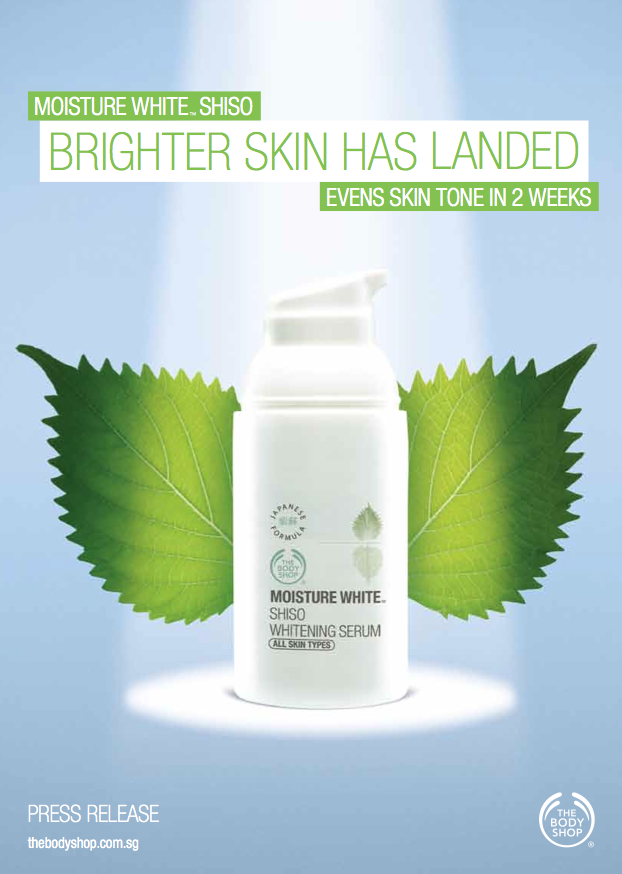 MOISTURE WHITE™ SHISO
BRIGHTER SKIN HAS LANDED
EVENS SKIN TONE IN 2 WEEKS
JAPANESE
FORMULA
THE
BODY
SHOP
®
MOISTURE WHITE™
SHISO
WHITENING SERUM
ALL SKIN TYPES
PRESS RELEASE
thebodyshop.com.sg
THE
BODY
SHOP
®